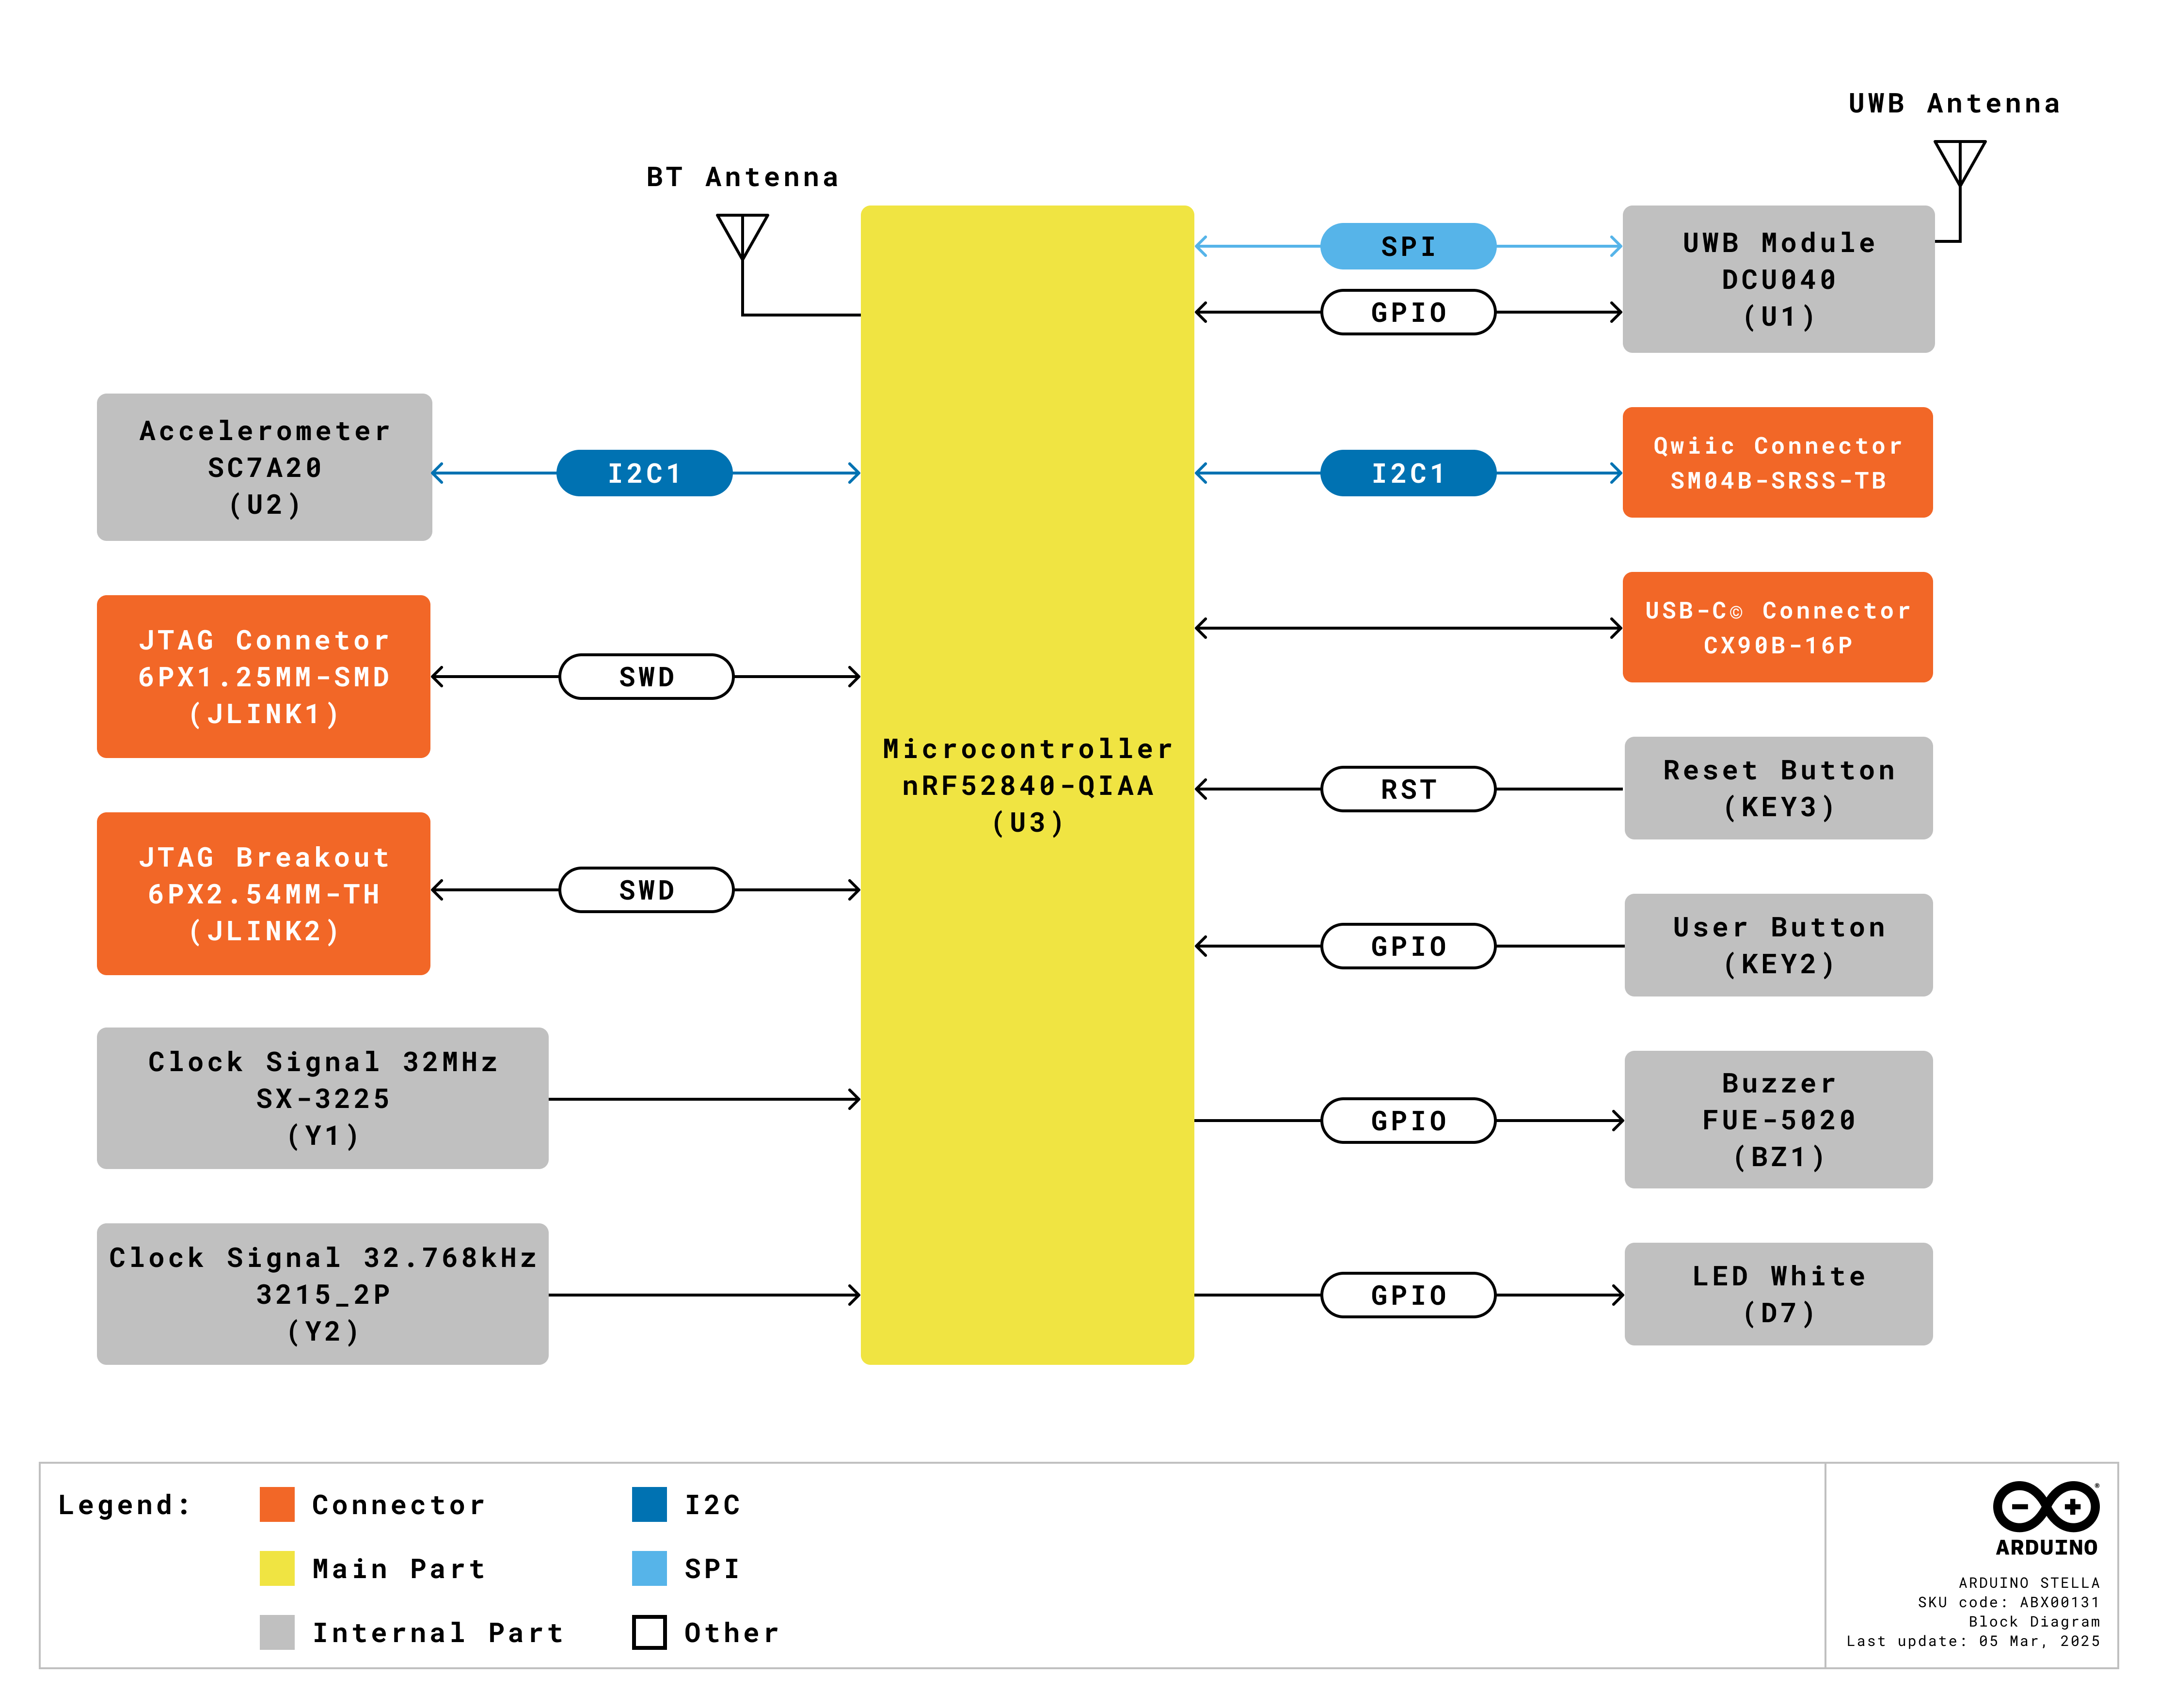 UWB Antenna
BT Antenna
SPI
GPIO
UWB Module
DCU040
(U1)
Accelerometer
SC7A20
(U2)
I2C1
I2C1
Qwiic Connector
SM04B-SRSS-TB
JTAG Connetor
6PX1.25MM-SMD
(JLINK1)
SWD
USB-C© Connector
CX90B-16P
Microcontroller
nRF52840-QIAA
(U3)
RST
Reset Button
(KEY3)
JTAG Breakout
6PX2.54MM-TH
(JLINK2)
SWD
GPIO
User Button
(KEY2)
Clock Signal 32MHz
SX-3225
(Y1)
GPIO
Buzzer
FUE-5020
(BZ1)
Clock Signal 32.768kHz
3215_2P
(Y2)
GPIO
LED White
(D7)
Legend:
Connector
Main Part
Internal Part
I2C
SPI
Other
®
ARDUINO
ARDUINO STELLA
SKU code: ABX00131
Block Diagram
Last update: 05 Mar, 2025